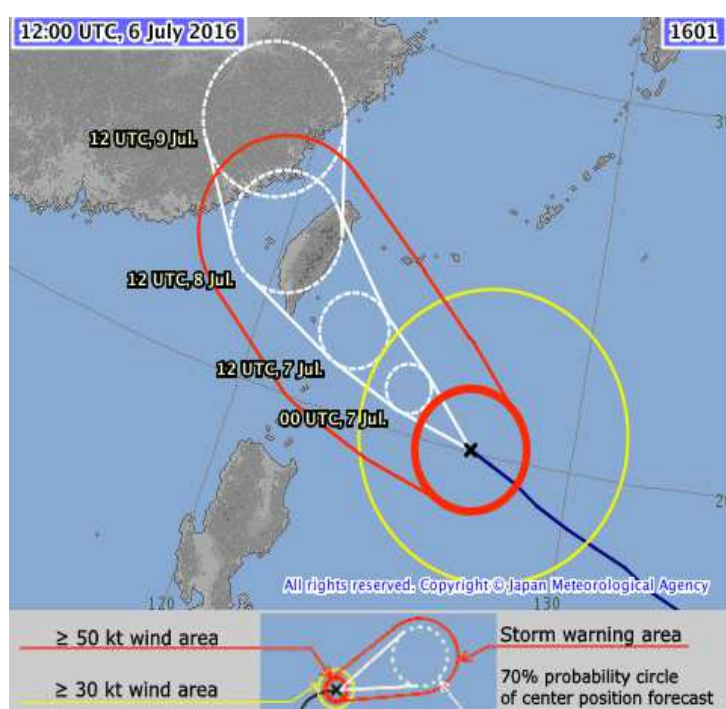 12:00 UTC, 6 July 2016
1601
12 UTC, 9 Jul.
12 UTC, 8 Jul.
12 UTC, 7 Jul.
00 UTC, 7 Jul.
All rights reserved. Copyright © Japan Meteorological Agency
120
130
≥ 50 kt wind area
Storm warning area
≥ 30 kt wind area
70% probability circle
of center position forecast